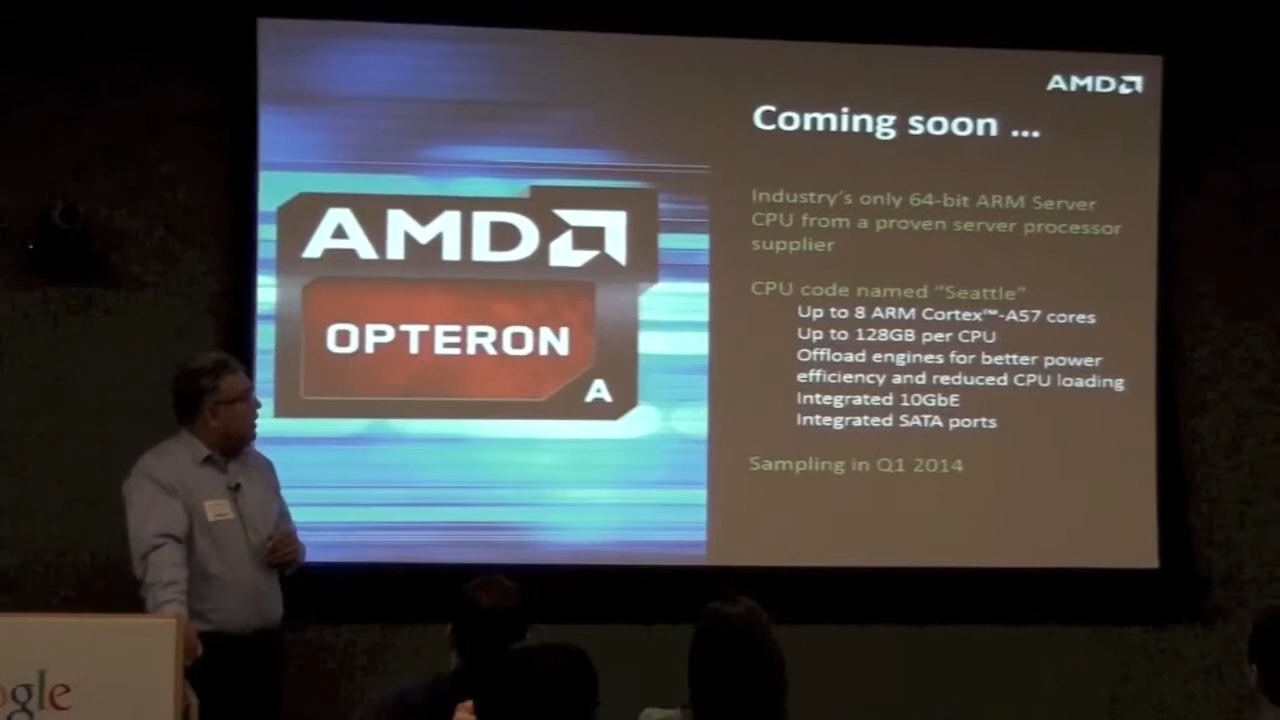 AMD
Coming soon ...
Industry's only 64-bit ARM Server
CPU from a proven server processor
supplier
CPU code named "Seattle"
Up to 8 ARM Cortex™-A57 cores
Up to 128GB per CPU
Offload engines for better power
efficiency and reduced CPU loading
Integrated 10GbE
Integrated SATA ports
Sampling in Q1 2014
AMD
OPTERON
A
ogle